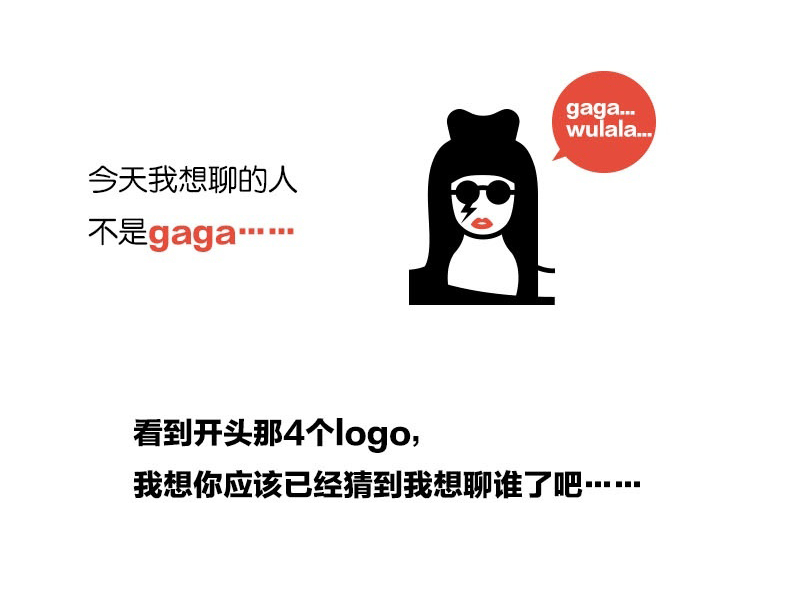 今天我想聊的人
不是gaga……
gaga...
wulala...
看到开头那4个logo,
我想你应该已经猜到我想聊谁了吧……